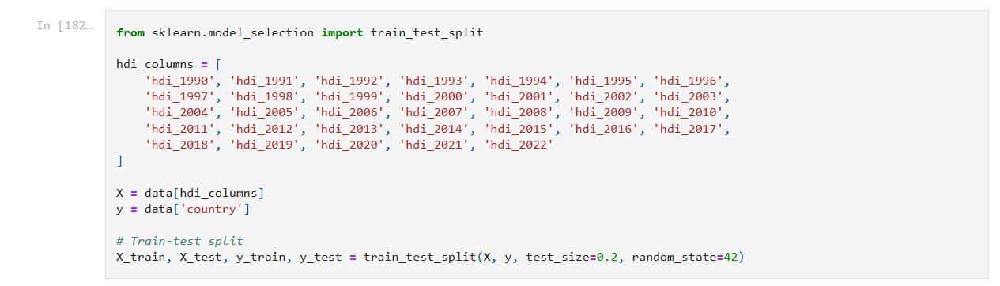 In [182…
from sklearn.model_selection import train_test_split
hdi_columns = [
    'hdi_1990', 'hdi_1991', 'hdi_1992', 'hdi_1993', 'hdi_1994', 'hdi_1995', 'hdi_1996',
    'hdi_1997', 'hdi_1998', 'hdi_1999', 'hdi_2000', 'hdi_2001', 'hdi_2002', 'hdi_2003',
    'hdi_2004', 'hdi_2005', 'hdi_2006', 'hdi_2007', 'hdi_2008', 'hdi_2009', 'hdi_2010',
    'hdi_2011', 'hdi_2012', 'hdi_2013', 'hdi_2014', 'hdi_2015', 'hdi_2016', 'hdi_2017',
    'hdi_2018', 'hdi_2019', 'hdi_2020', 'hdi_2021', 'hdi_2022'
]
X = data[hdi_columns]
y = data['country']
# Train-test split
X_train, X_test, y_train, y_test = train_test_split(X, y, test_size=0.2, random_state=42)